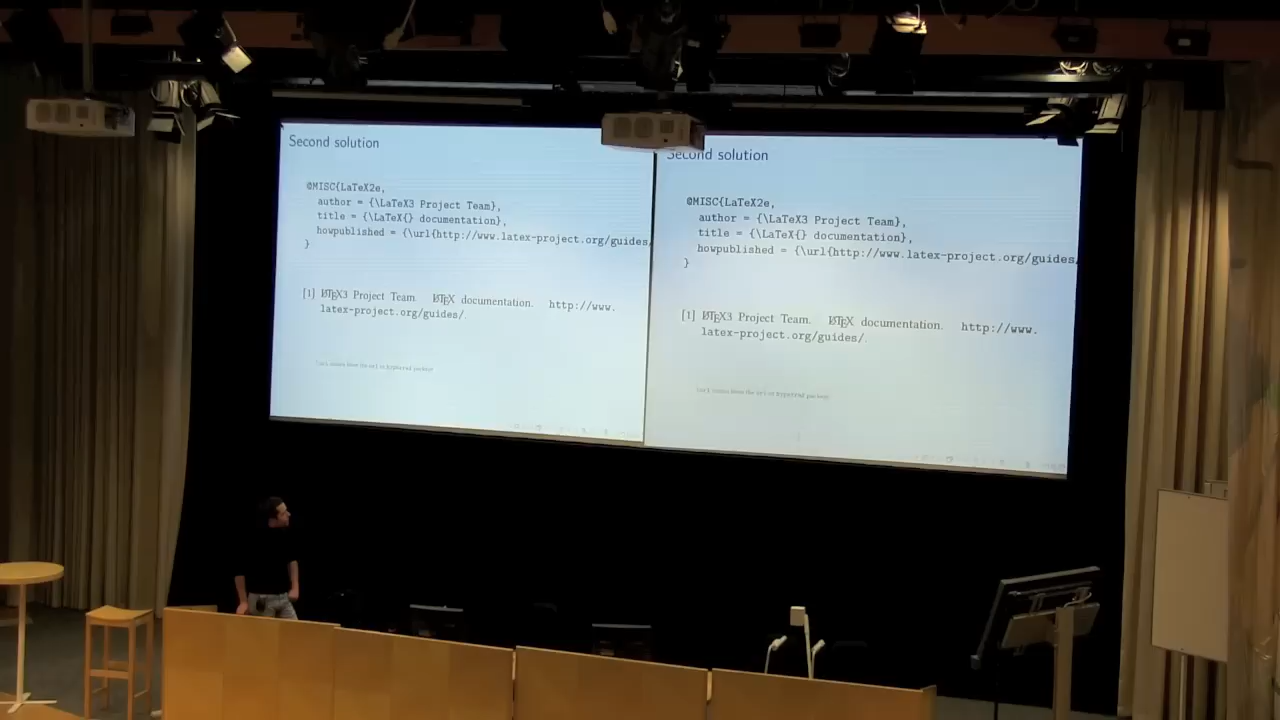 Second solution
@MISC{LaTeX2e,
author = {\LaTeX3 Project Team},
title = {\LaTeX{} documentation},
howpublished = {\url{http://www.latex-project.org/guides
}
[1] LATEX3 Project Team. LATEX documentation. http://www.
latex-project.org/guides/.
Second solution
@MISC{LaTeX2e,
author = {\LaTeX3 Project Team},
title = {\LaTeX{} documentation},
howpublished = {\url{http://www.latex-project.org/guides
}
[1] LATEX3 Project Team. LATEX documentation. http://www.
latex-project.org/guides/.